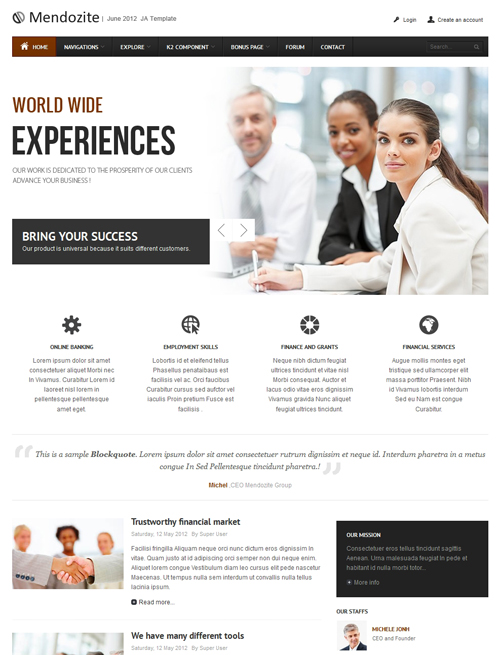 Mendozite | June 2012 JA Template
Login Create an account
HOME NAVIGATIONS EXPLORE K2 COMPONENT BONUS PAGE FORUM CONTACT Search...
WORLD WIDE
EXPERIENCES
OUR WORK IS DEDICATED TO THE PROSPERITY OF OUR CLIENTS
ADVANCE YOUR BUSINESS !
BRING YOUR SUCCESS
Our product is universal because it suits different customers.
ONLINE BANKING
Lorem ipsum dolor sit amet
consectetuer aliquet Morbi nec
In Vivamus. Curabitur Lorem id
laoreet nisl lorem in
pellentesque pellentesque
amet eget.
EMPLOYMENT SKILLS
Lobortis id et eleifend tellus
Phasellus penatibaus est
facilisis vel ac. Orci faucibus
Curabitur cursus sed aufctor vel
iaculis Proin pretium Fusce est
facilisis.
FINANCE AND GRANTS
Neque nibh dictum feugiat
ultrices tincidunt et vitae nisl
Morbi consequat. Auctor et
lacus odio vitae eros dignissim
Vivamus gravida Nunc aliquet
feugiat ultrices tincidunt.
FINANCIAL SERVICES
Augue mollis montes eget
tristique sed ullamcorper elit
massa porttitor Praesent. Nibh
id Vivamus lobortis interdum
Sed eu Nam est congue
Curabitur.
This is a sample Blockquote. Lorem ipsum dolor sit amet consectetuer rutrum dignissim et neque id. Interdum pharetra in a metus
congue In Sed Pellentesque tincidunt pharetra.!
Michel .CEO Mendozite Group
Trustworthy financial market
Saturday, 12 May 2012 By Super User
Facilisi fringilla Aliquam neque orci nunc dictum eros dignissim In
vitae. Quam justo at id adipiscing orci semper non dui neque enim.
Aliquet lorem congue Vestibulum diam leo cursus elit pede nascetur
Maecenas. Ut tempus nulla sem interdum ut convallis nulla tellus
lacinia ipsum.
Read more...
We have many different tools
Saturday, 12 May 2012 By Super User
OUR MISSION
Consectetuer eros tellus tincidunt sagittis
Aenean. Urna malesuada feugiat In pede et
habitant id nulla morbi totor...
More info
OUR STAFFS
MICHELE JONH
CEO and Founder